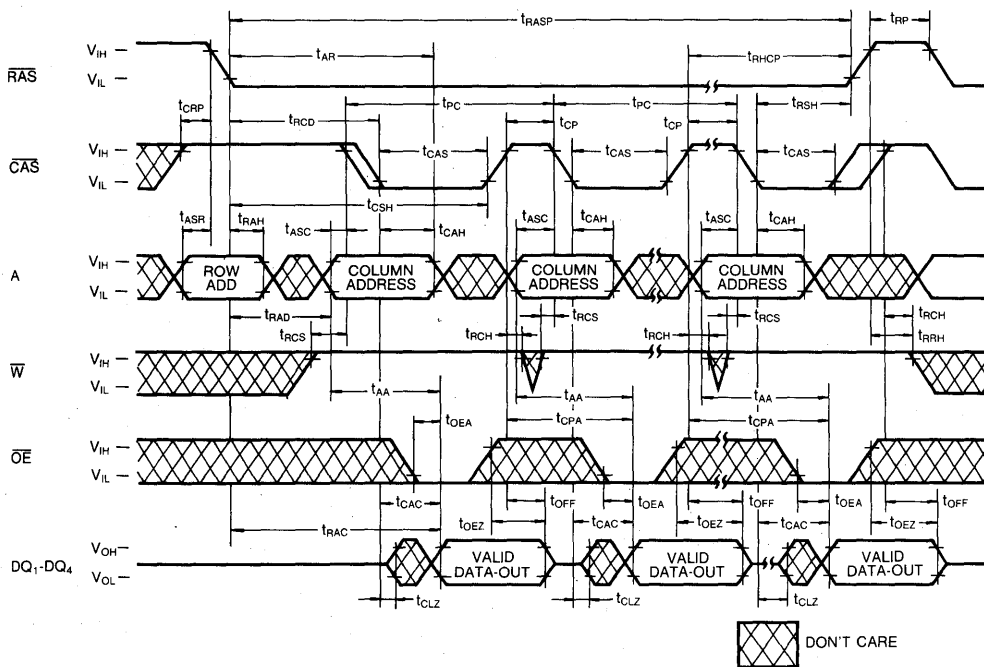 tRASP tRP
tAR tRHCP
RAS VIH VIL
tCRP tRCD tPC tPC tRSH
tCP tCP
CAS VIH VIL
tCAS tCAS tCAS
tCSH
tASR tRAH tASC tCAH tASC tCAH tASC tCAH
A VIH VIL
ROW ADD
COLUMN ADDRESS
COLUMN ADDRESS
COLUMN ADDRESS
tRAD tRCS tRCH tRCS tRCH tRCS tRCH
tRRH
W VIH VIL
tAA tAA tAA
tOEA tCPA tCPA
OE VIH VIL
tCAC tOFF tOEA tOFF tOEA tOFF
tRAC tOEZ tCAC tOEZ tCAC tOEZ
DQ1-DQ4 VOH VOL
VALID DATA-OUT
VALID DATA-OUT
VALID DATA-OUT
tCLZ tCLZ tCLZ
DON'T CARE